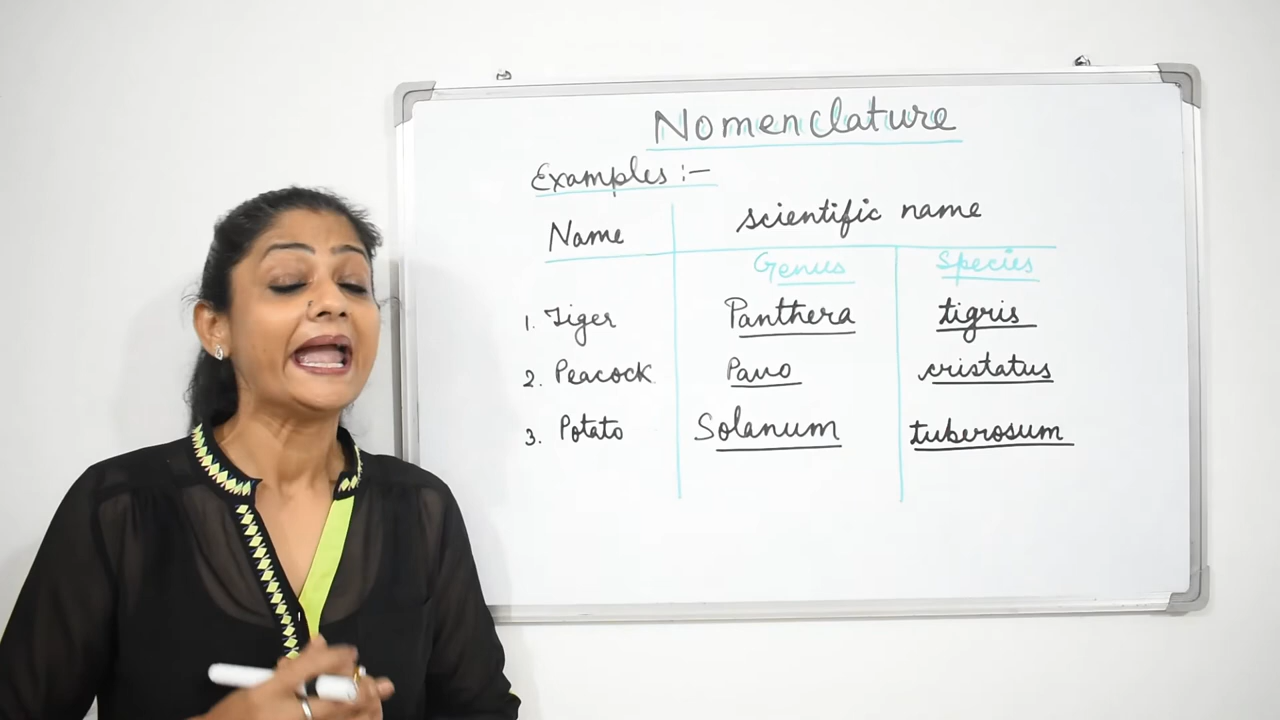 Nomenclature
Examples :-
Name scientific name
Genus Species
1. Tiger Panthera tigris
2. Peacock Pavo cristatus
3. Potato Solanum tuberosum